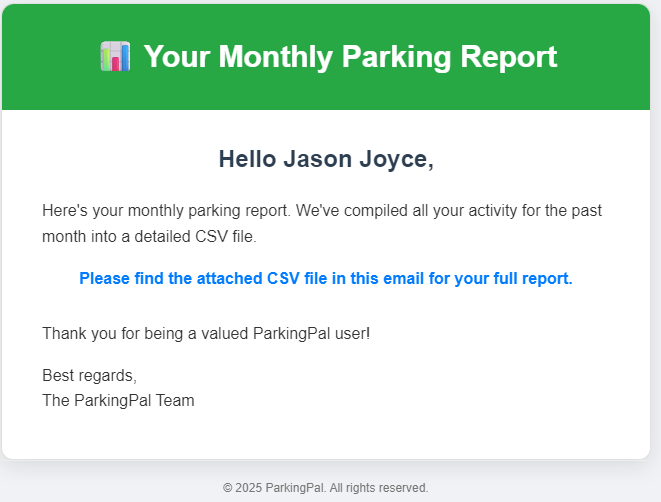 📊 Your Monthly Parking Report
Hello Jason Joyce,
Here's your monthly parking report. We've compiled all your activity for the past
month into a detailed CSV file.
Please find the attached CSV file in this email for your full report.
Thank you for being a valued ParkingPal user!
Best regards,
The ParkingPal Team
© 2025 ParkingPal. All rights reserved.